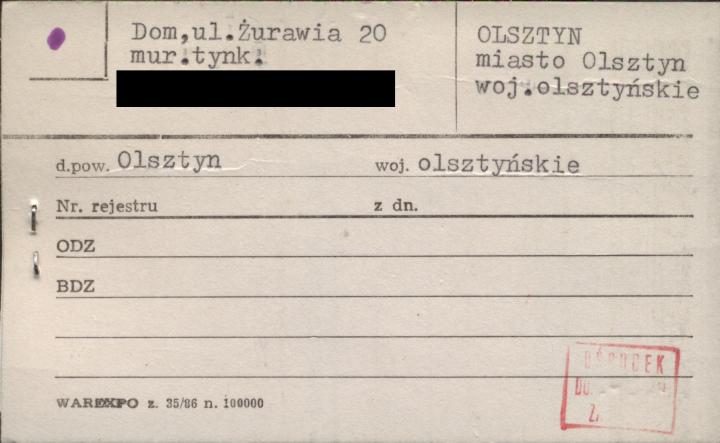 Dom,ul.Żurawia 20
mur.tynk.
OLSZTYN
miasto Olsztyn
woj.olsztyńskie
d.pow. Olsztyn
woj. olsztyńskie
Nr. rejestru
z dn.
ODZ
BDZ
WAREXPO z. 35/86 n. 100000
OŚRODEK